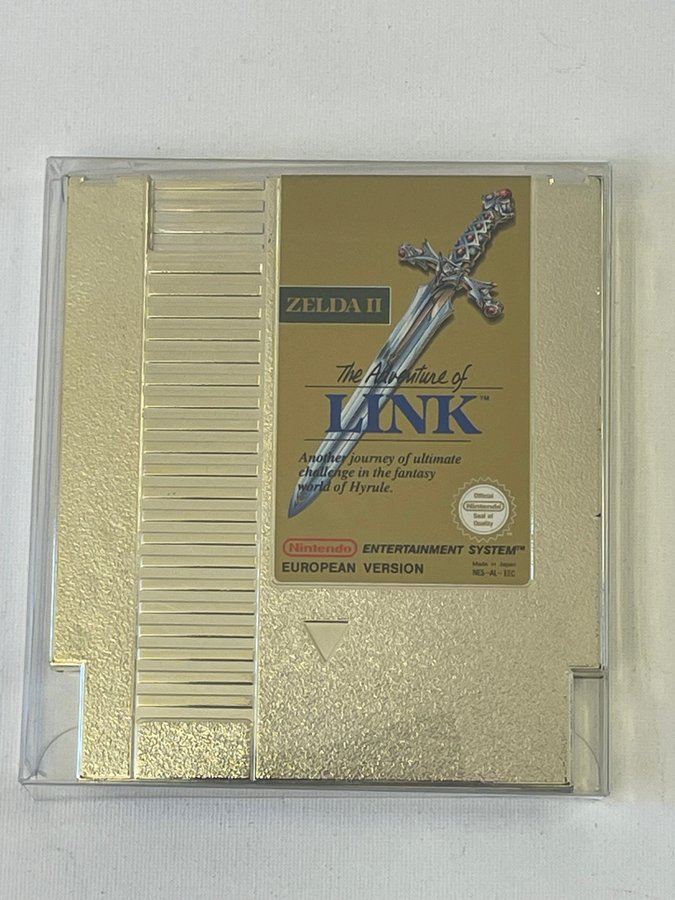 ZELDA II
The Adventure of
LINK™
Another journey of ultimate
challenge in the fantasy
world of Hyrule.
Official
Nintendo
Seal of
Quality
Nintendo ENTERTAINMENT SYSTEM™
EUROPEAN VERSION
Made in Japan
NES-AL-EEC